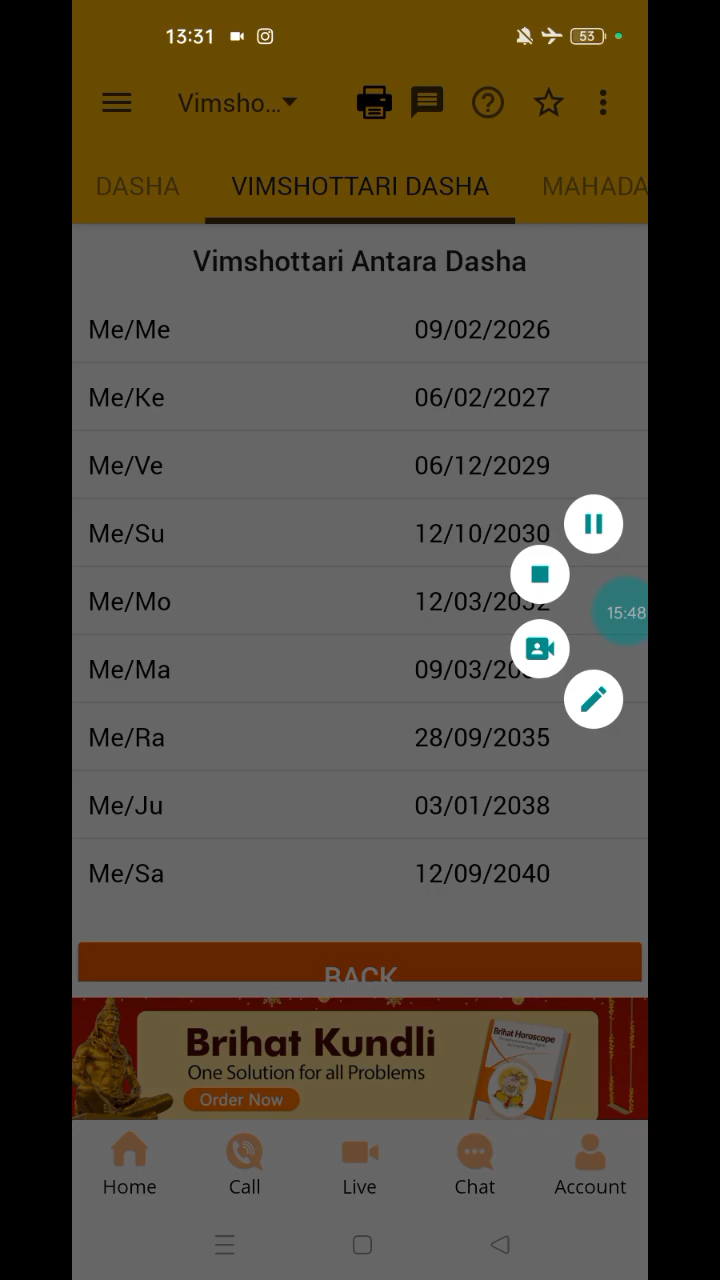 13:31
53
Vimsho...
DASHA VIMSHOTTARI DASHA MAHADA
Vimshottari Antara Dasha
Me/Me 09/02/2026
Me/Ke 06/02/2027
Me/Ve 06/12/2029
Me/Su 12/10/2030
Me/Mo 12/03/2032
Me/Ma 09/03/20
Me/Ra 28/09/2035
Me/Ju 03/01/2038
Me/Sa 12/09/2040
15:48
BACK
Brihat Kundli
One Solution for all Problems
Order Now
Brihat Horoscope
Home Call Live Chat Account